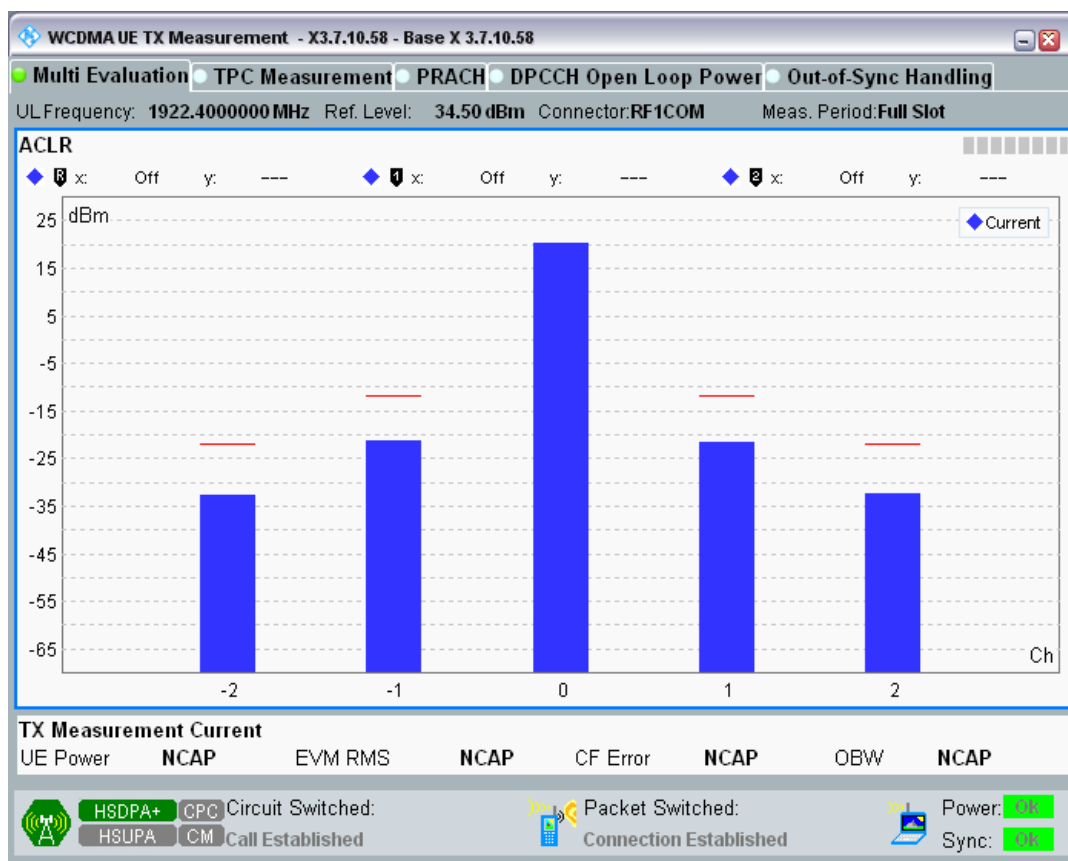 WCDMA UE TX Measurement - X3.7.10.58 - Base X 3.7.10.58
Multi Evaluation TPC Measurement PRACH DPCCH Open Loop Power Out-of-Sync Handling
UL Frequency: 1922.4000000 MHz Ref. Level: 34.50 dBm Connector:RF1COM Meas. Period:Full Slot
ACLR
R x: Off y: --- 1 x: Off y: --- 2 x: Off y: ---
dBm
Current
25
15
5
-5
-15
-25
-35
-45
-55
-65
Ch
-2 -1 0 1 2
TX Measurement Current
UE Power NCAP EVM RMS NCAP CF Error NCAP OBW NCAP
HSDPA+ CPC Circuit Switched: Packet Switched: Power: Ok
HSUPA CM Call Established Connection Established Sync: Ok